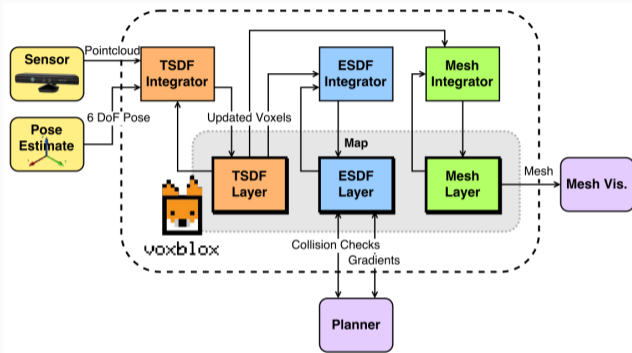 Sensor
Pointcloud
TSDF
Integrator
ESDF
Integrator
Mesh
Integrator
6 DoF Pose
Updated Voxels
Pose
Estimate
Map
TSDF
Layer
ESDF
Layer
Mesh
Layer
Mesh
Mesh Vis.
voxblox
Collision Checks
Gradients
Planner